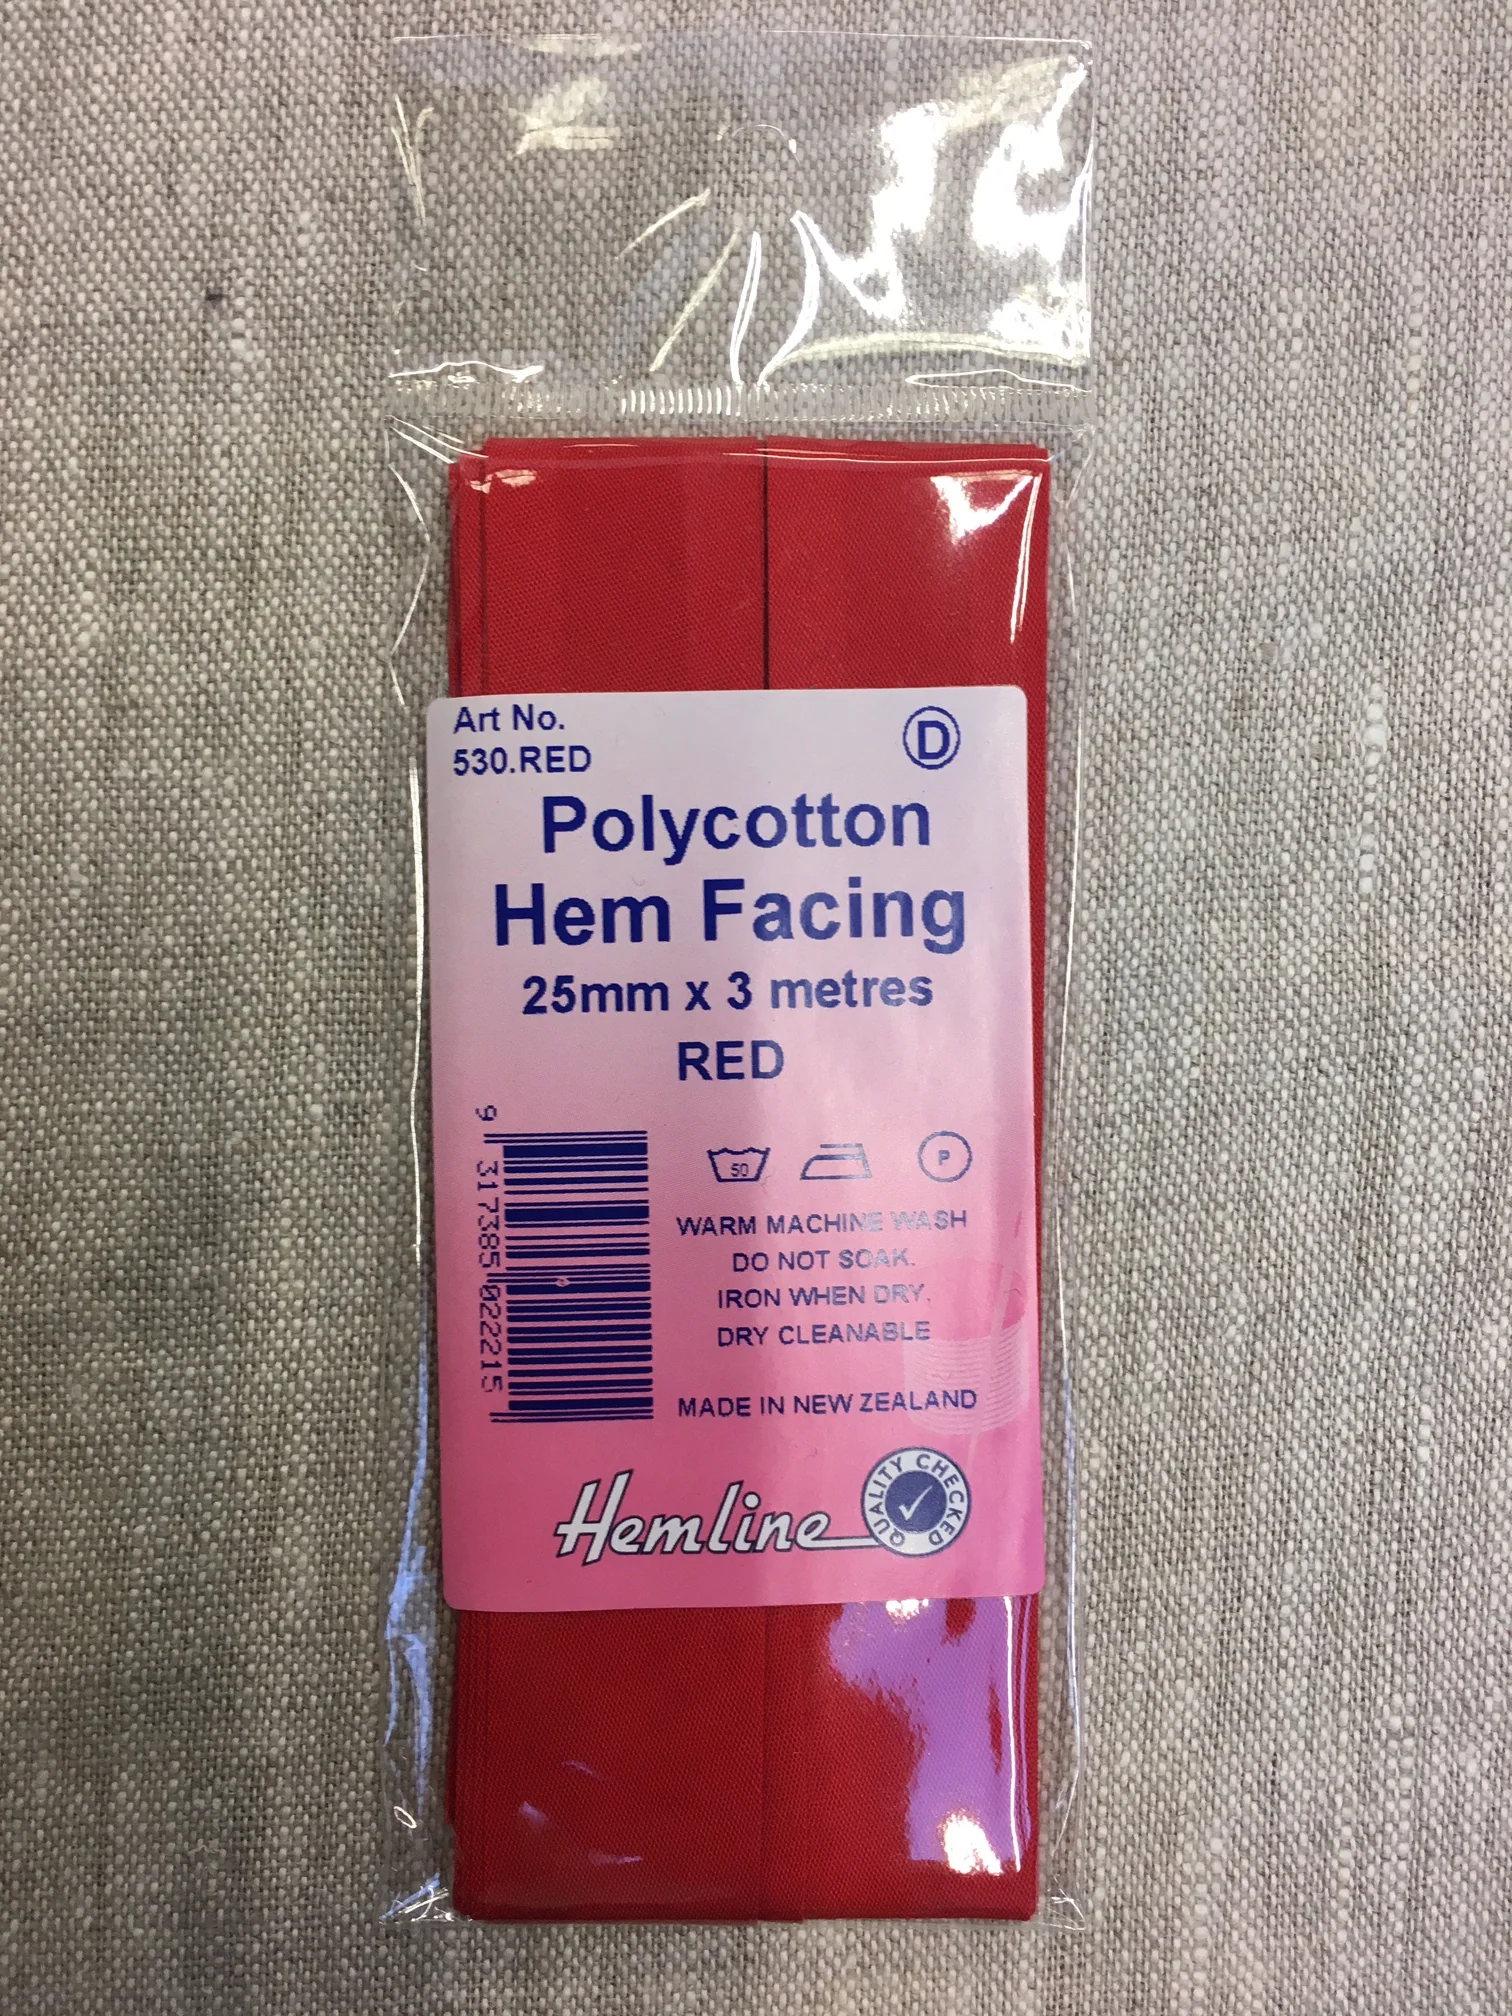 Art No.
530.RED
D
Polycotton
Hem Facing
25mm x 3 metres
RED
9 317385 022215
50
P
WARM MACHINE WASH
DO NOT SOAK.
IRON WHEN DRY.
DRY CLEANABLE
MADE IN NEW ZEALAND
Hemline
QUALITY CHECKED